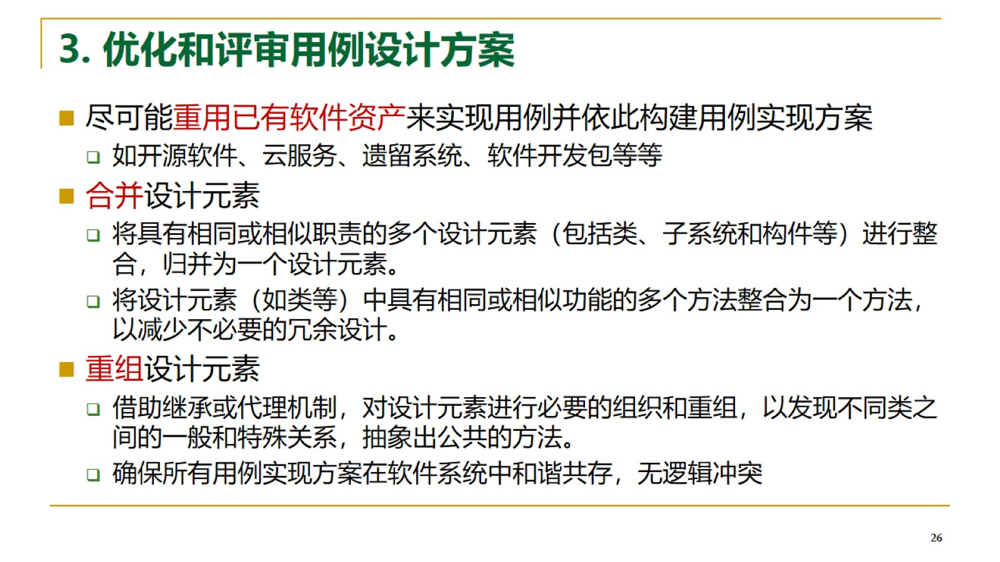 3. 优化和评审用例设计方案
尽可能重用已有软件资产来实现用例并依此构建用例实现方案
如开源软件、云服务、遗留系统、软件开发包等等
合并设计元素
将具有相同或相似职责的多个设计元素（包括类、子系统和构件等）进行整
合，归并为一个设计元素。
将设计元素（如类等）中具有相同或相似功能的多个方法整合为一个方法，
以减少不必要的冗余设计。
重组设计元素
借助继承或代理机制，对设计元素进行必要的组织和重组，以发现不同类之
间的一般和特殊关系，抽象出公共的方法。
确保所有用例实现方案在软件系统中和谐共存，无逻辑冲突
26